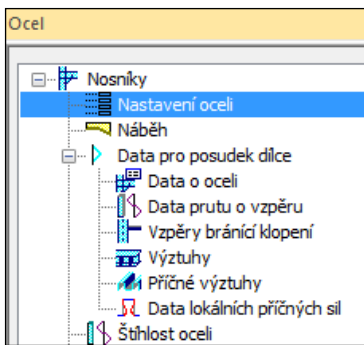 Ocel
Nosníky
Nastavení oceli
Náběh
Data pro posudek dílce
Data o oceli
Data prutu o vzpěru
Vzpěry bránící klopení
Výztuhy
Příčné výztuhy
Data lokálních příčných sil
Štíhlost oceli